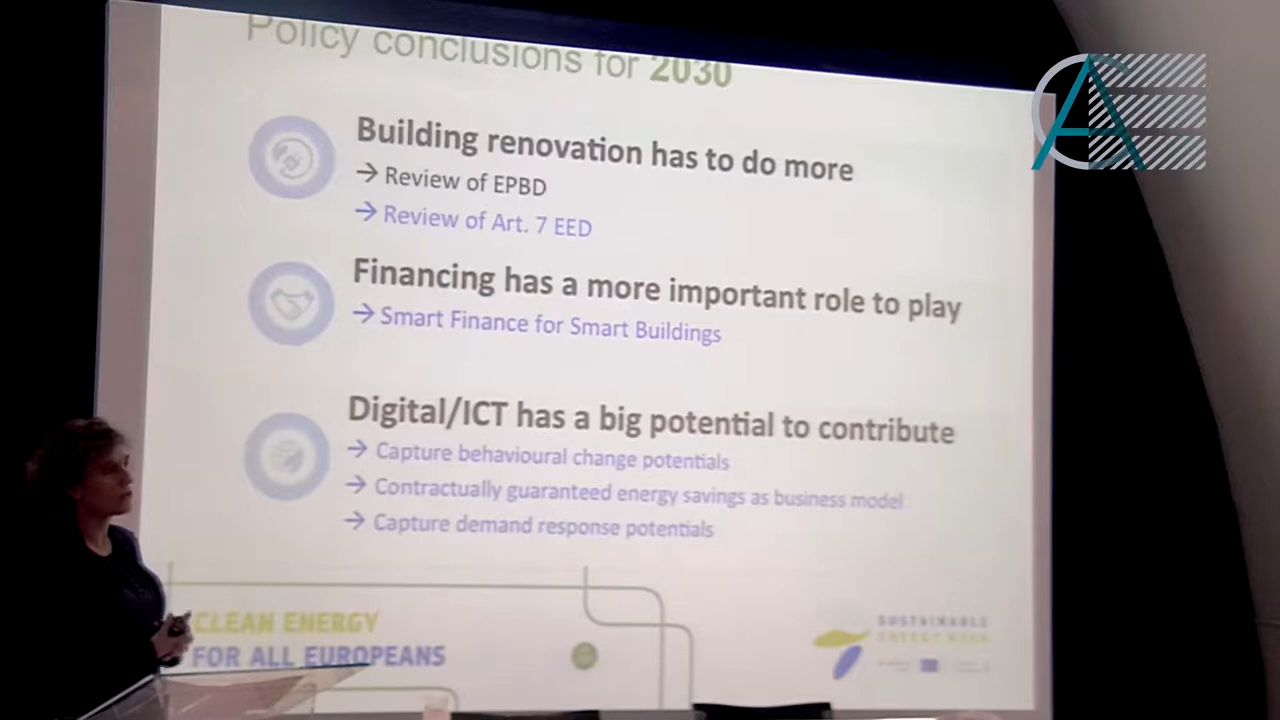 Policy conclusions for 2030
Building renovation has to do more
→ Review of EPBD
→ Review of Art. 7 EED
Financing has a more important role to play
→ Smart Finance for Smart Buildings
Digital/ICT has a big potential to contribute
→ Capture behavioural change potentials
→ Contractually guaranteed energy savings as business model
→ Capture demand response potentials
CLEAN ENERGY
FOR ALL EUROPEANS
SUSTAINABLE
ENERGY WEEK